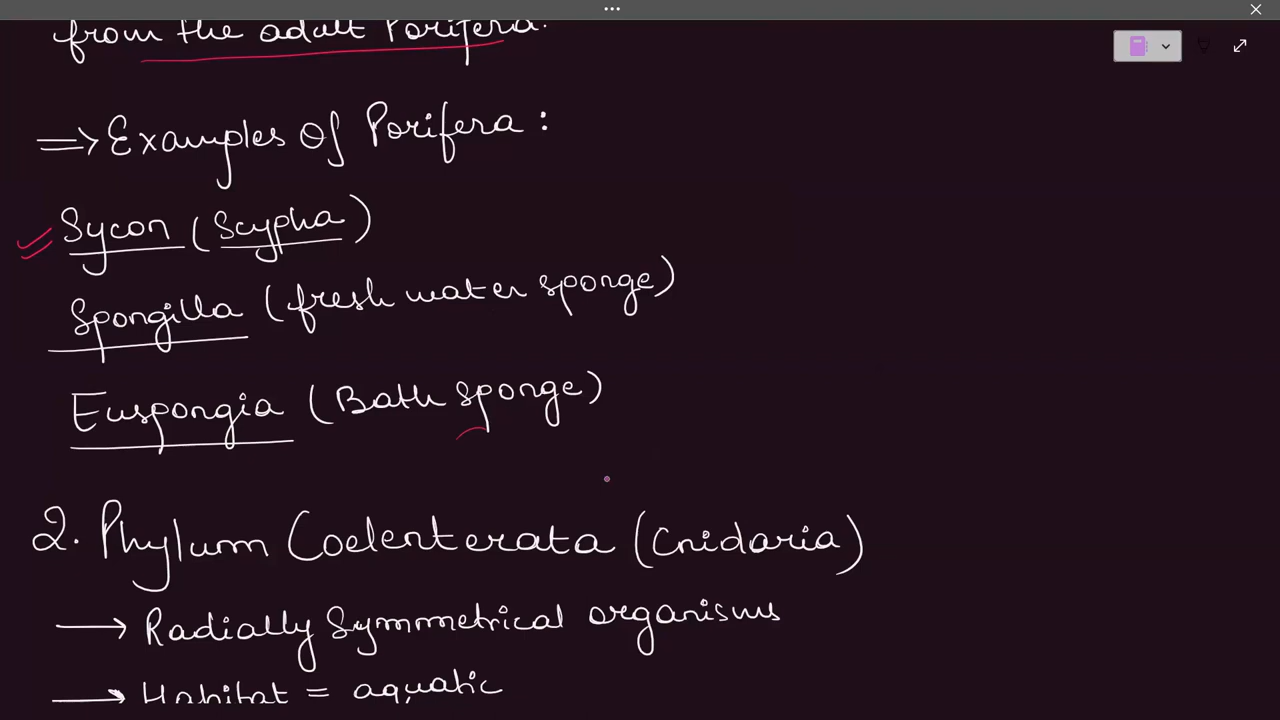 from the adult Porifera.
⇒ Examples Of Porifera :
Sycon (Scypha)
Spongilla (fresh water sponge)
Euspongia (Bath sponge)
2. Phylum Coelenterata (Cnidaria)
→ Radially Symmetrical organisms
→ Habitat = aquatic